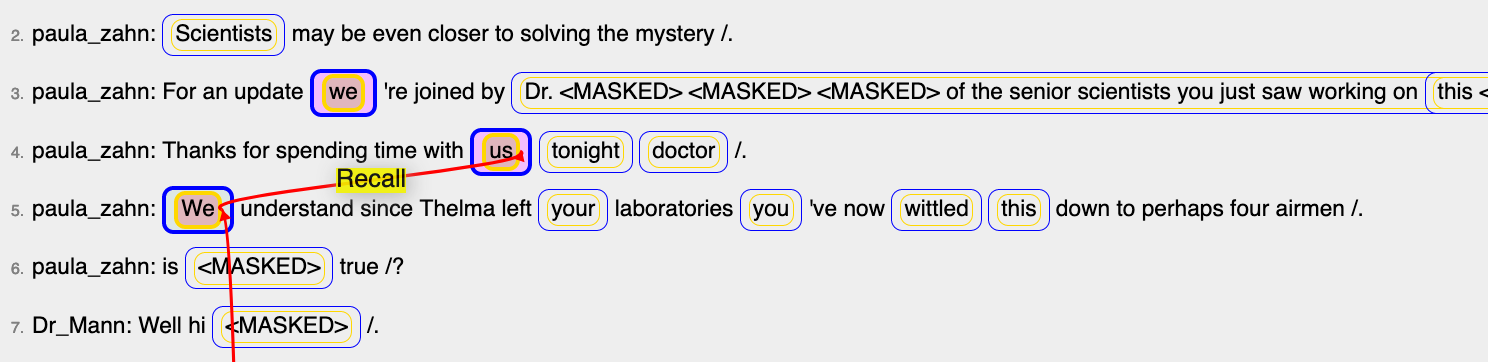 2. paula_zahn: Scientists may be even closer to solving the mystery /.
3. paula_zahn: For an update we 're joined by Dr. <MASKED> <MASKED> <MASKED> of the senior scientists you just saw working on this <
4. paula_zahn: Thanks for spending time with us tonight doctor /.
Recall
5. paula_zahn: We understand since Thelma left your laboratories you 've now wittled this down to perhaps four airmen /.
6. paula_zahn: is <MASKED> true /?
7. Dr_Mann: Well hi <MASKED> /.